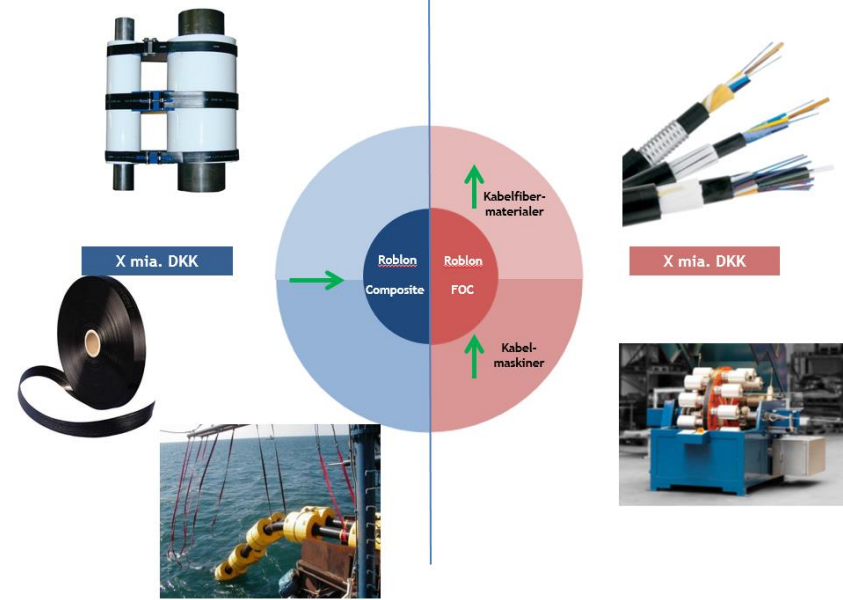 Kabelfiber-
materialer
X mia. DKK
Roblon
Composite
Roblon
FOC
X mia. DKK
Kabel-
maskiner